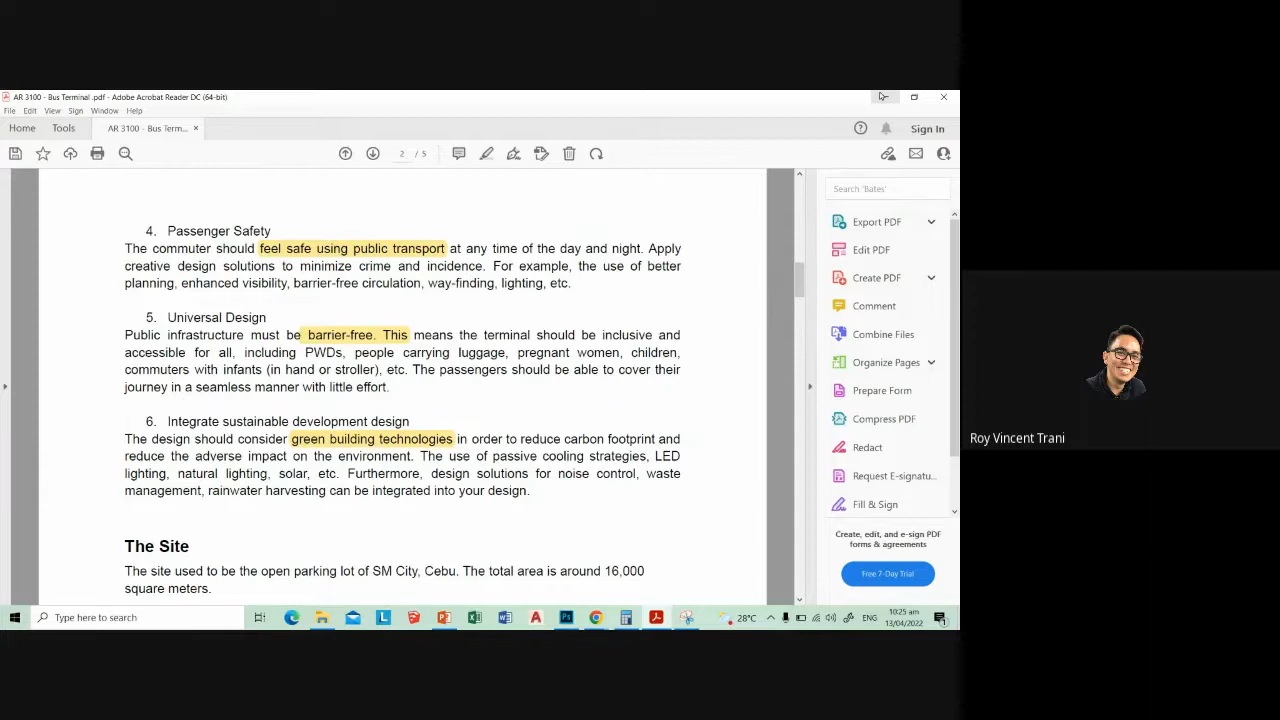 AR 3100 - Bus Terminal .pdf - Adobe Acrobat Reader DC (64-bit)
File Edit View Sign Window Help
Home Tools AR 3100 - Bus Term... × Sign In
2 / 5
Search 'Bates'
4. Passenger Safety
The commuter should feel safe using public transport at any time of the day and night. Apply
creative design solutions to minimize crime and incidence. For example, the use of better
planning, enhanced visibility, barrier-free circulation, way-finding, lighting, etc.
5. Universal Design
Public infrastructure must be barrier-free. This means the terminal should be inclusive and
accessible for all, including PWDs, people carrying luggage, pregnant women, children,
commuters with infants (in hand or stroller), etc. The passengers should be able to cover their
journey in a seamless manner with little effort.
6. Integrate sustainable development design
The design should consider green building technologies in order to reduce carbon footprint and
reduce the adverse impact on the environment. The use of passive cooling strategies, LED
lighting, natural lighting, solar, etc. Furthermore, design solutions for noise control, waste
management, rainwater harvesting can be integrated into your design.
The Site
The site used to be the open parking lot of SM City, Cebu. The total area is around 16,000
square meters.
Export PDF
Edit PDF
Create PDF
Comment
Combine Files
Organize Pages
Prepare Form
Compress PDF
Redact
Request E-signatu...
Fill & Sign
Create, edit, and e-sign PDF
forms & agreements
Free 7-Day Trial
Roy Vincent Trani
Type here to search
28°C
ENG
10:25 am
13/04/2022